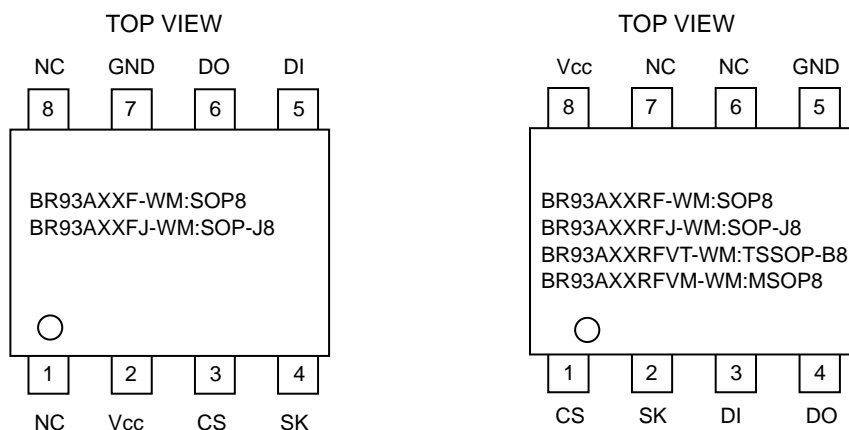 TOP VIEW
NC GND DO DI
8 7 6 5
BR93AXXF-WM:SOP8
BR93AXXFJ-WM:SOP-J8
1 2 3 4
NC Vcc CS SK
TOP VIEW
Vcc NC NC GND
8 7 6 5
BR93AXXRF-WM:SOP8
BR93AXXRFJ-WM:SOP-J8
BR93AXXRFVT-WM:TSSOP-B8
BR93AXXRFVM-WM:MSOP8
1 2 3 4
CS SK DI DO